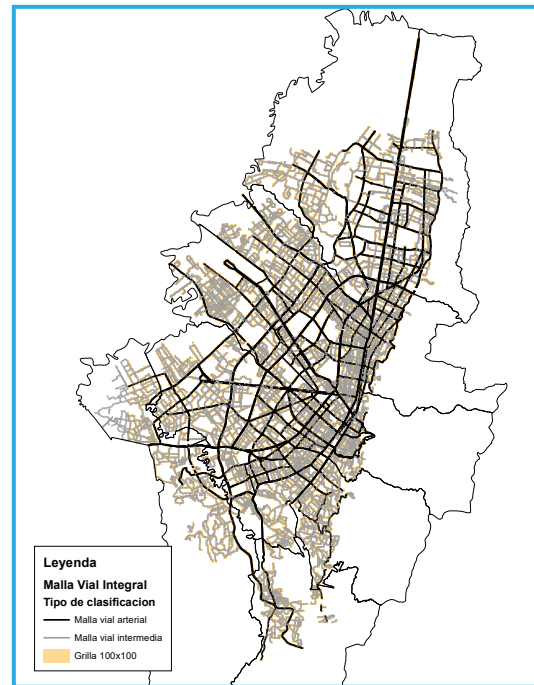 Leyenda
Malla Vial Integral
Tipo de clasificacion
Malla vial arterial
Malla vial intermedia
Grilla 100x100